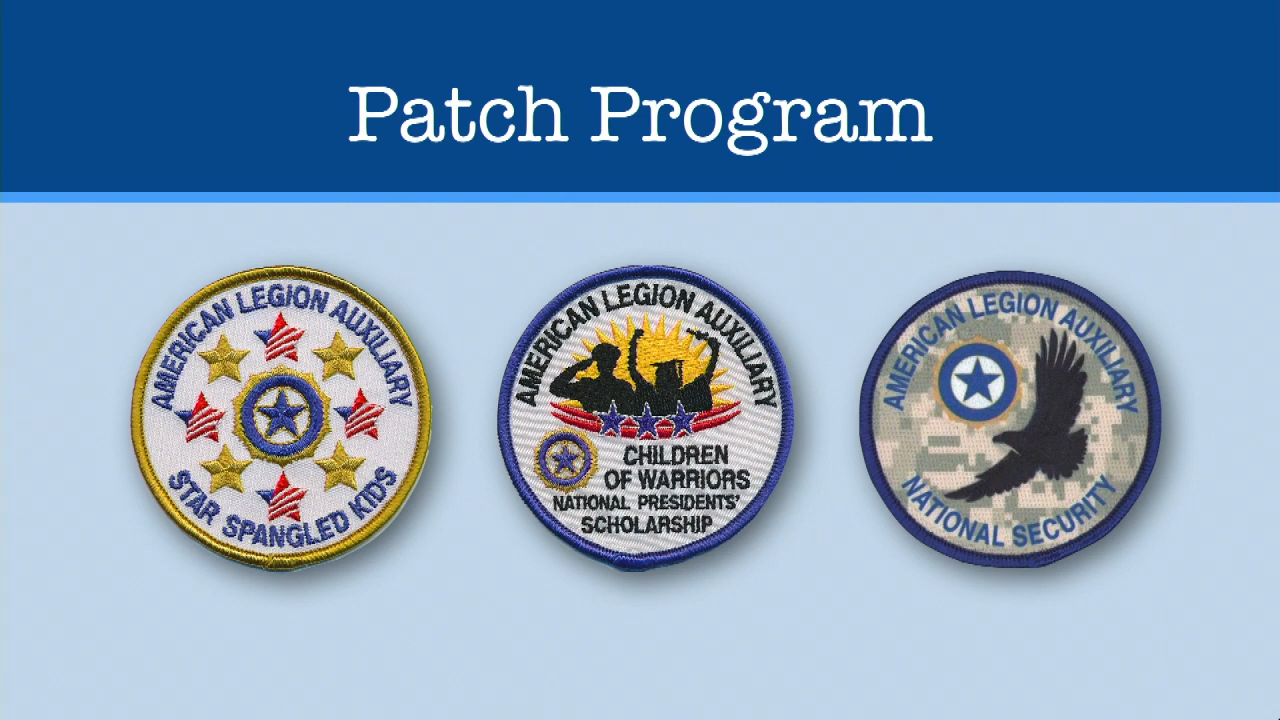 Patch Program
AMERICAN LEGION AUXILIARY
STAR SPANGLED KIDS
AMERICAN LEGION AUXILIARY
CHILDREN
OF WARRIORS
NATIONAL PRESIDENTS'
SCHOLARSHIP
AMERICAN LEGION AUXILIARY
NATIONAL SECURITY